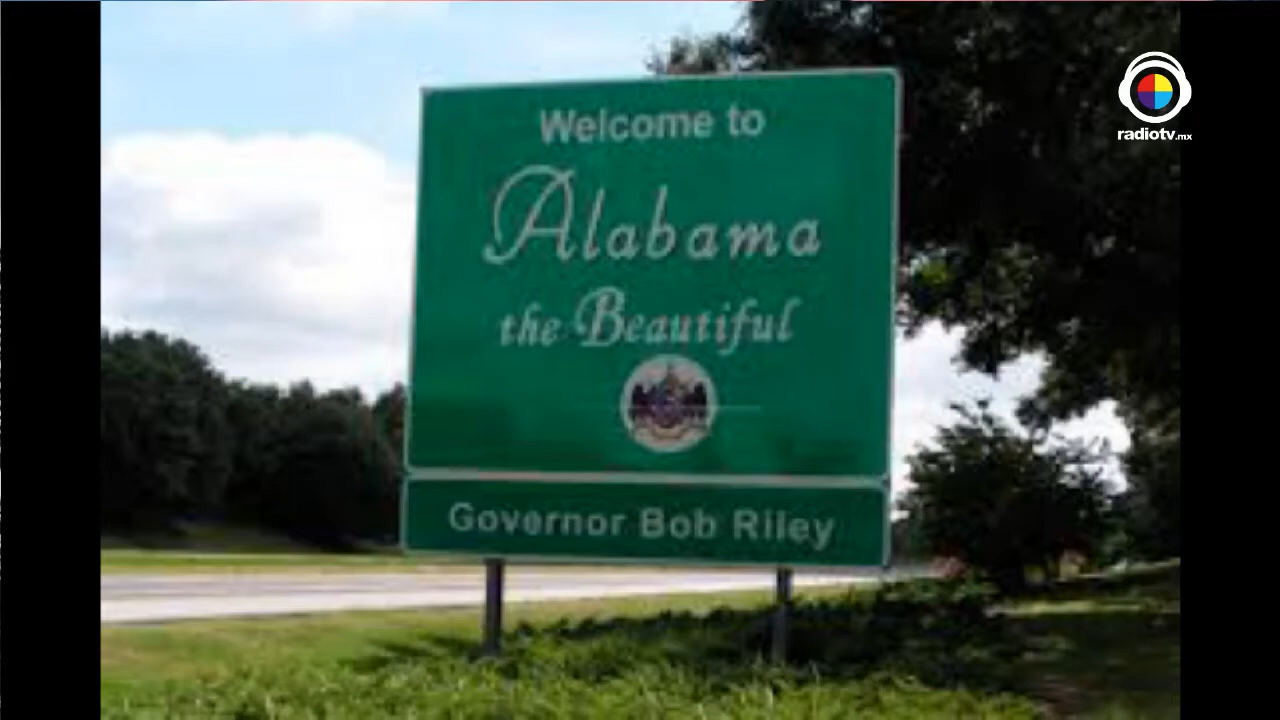 Welcome to
Alabama
the Beautiful
Governor Bob Riley
radiotv.mx